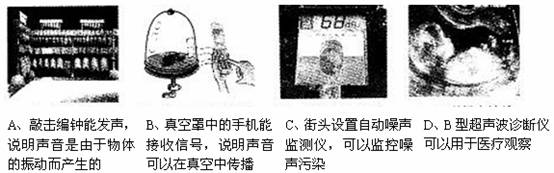 68
A、敲击编钟能发声，
说明声音是由于物体
的振动而产生的
B、真空罩中的手机能
接收信号，说明声音
可以在真空中传播
C、街头设置自动噪声
监测仪，可以监控噪
声污染
D、B 型超声波诊断仪
可以用于医疗观察